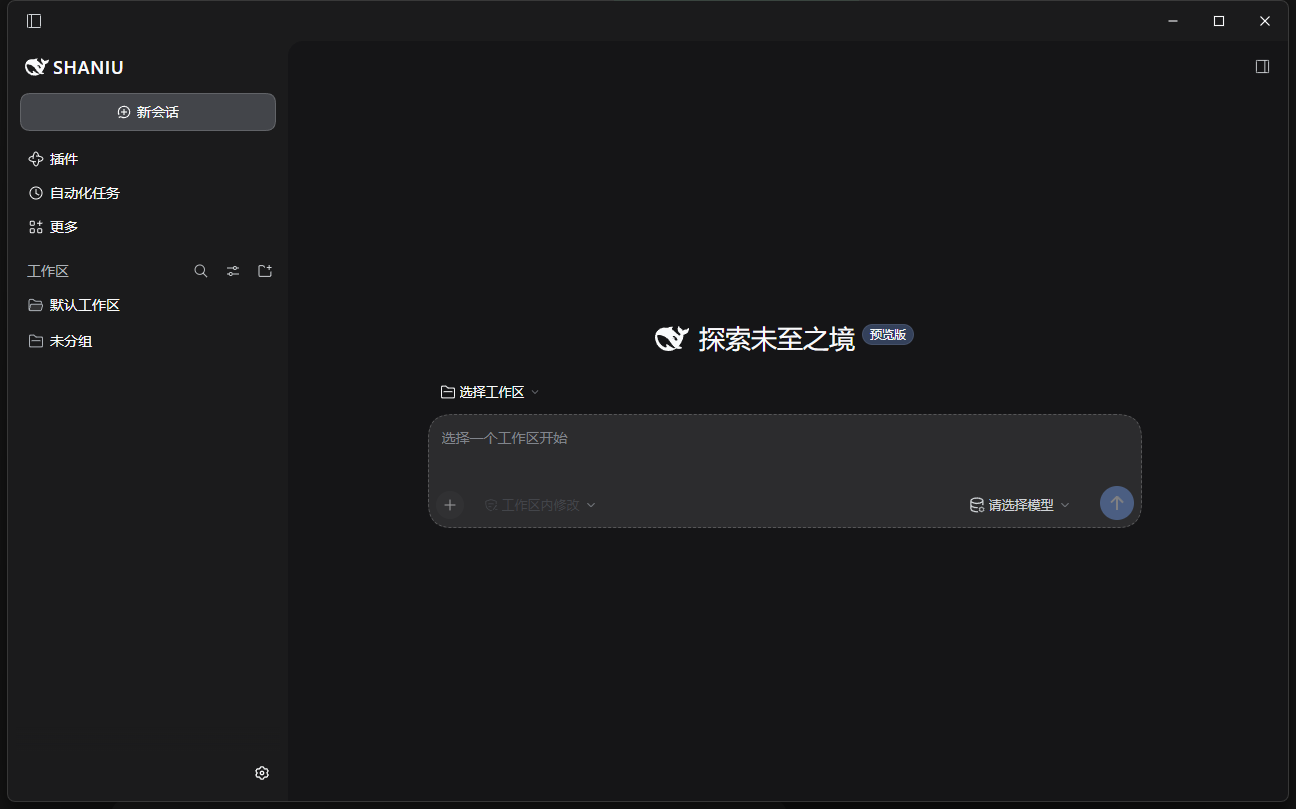 SHANIU
新会话
插件
自动化任务
更多
工作区
默认工作区
未分组
探索未至之境 预览版
选择工作区
选择一个工作区开始
工作区内修改 请选择模型